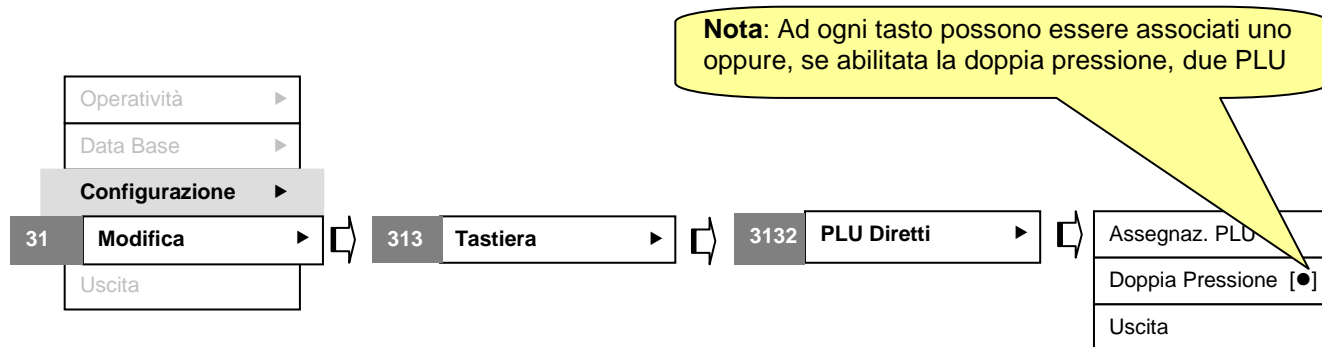 Nota: Ad ogni tasto possono essere associati uno
oppure, se abilitata la doppia pressione, due PLU
Operatività ►
Data Base ►
Configurazione ►
31 Modifica ►
313 Tastiera ►
3132 PLU Diretti ►
Uscita
Assegnaz. PLU
Doppia Pressione [●]
Uscita